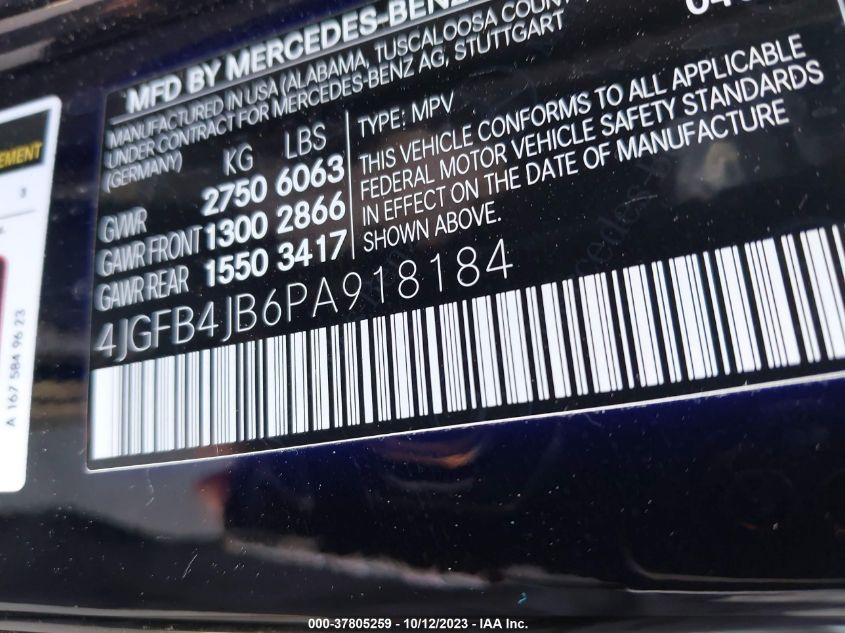 MFD BY MERCEDES-BENZ
MANUFACTURED IN USA (ALABAMA, TUSCALOOSA
UNDER CONTRACT FOR MERCEDES-BENZ AG, STUTTGART
(GERMANY)
KG LBS
GVWR 2750 6063
GAWR FRONT 1300 2866
GAWR REAR 1550 3417
TYPE: MPV
THIS VEHICLE CONFORMS TO ALL APPLICABLE
FEDERAL MOTOR VEHICLE SAFETY STANDARDS
IN EFFECT ON THE DATE OF MANUFACTURE
SHOWN ABOVE.
4JGFB4JB6PA918184
A 167 584 96 23
000-37805259 - 10/12/2023 - IAA Inc.